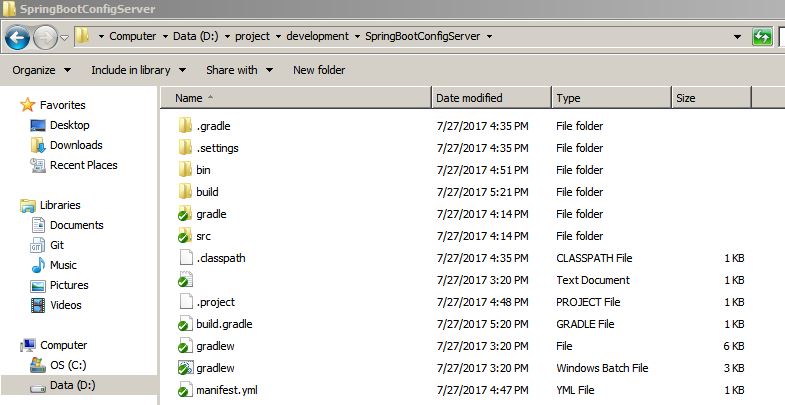 SpringBootConfigServer
Computer Data (D:) project development SpringBootConfigServer
Organize Include in library Share with New folder
Favorites
Desktop
Downloads
Recent Places
Libraries
Documents
Git
Music
Pictures
Videos
Computer
OS (C:)
Data (D:)
Name Date modified Type Size
.gradle 7/27/2017 4:35 PM File folder
.settings 7/27/2017 4:35 PM File folder
bin 7/27/2017 4:51 PM File folder
build 7/27/2017 5:21 PM File folder
gradle 7/27/2017 4:14 PM File folder
src 7/27/2017 4:14 PM File folder
.classpath 7/27/2017 4:35 PM CLASSPATH File 1 KB
7/27/2017 3:20 PM Text Document 1 KB
.project 7/27/2017 4:48 PM PROJECT File 1 KB
build.gradle 7/27/2017 5:20 PM GRADLE File 1 KB
gradlew 7/27/2017 3:20 PM File 6 KB
gradlew 7/27/2017 3:20 PM Windows Batch File 3 KB
manifest.yml 7/27/2017 4:47 PM YML File 1 KB